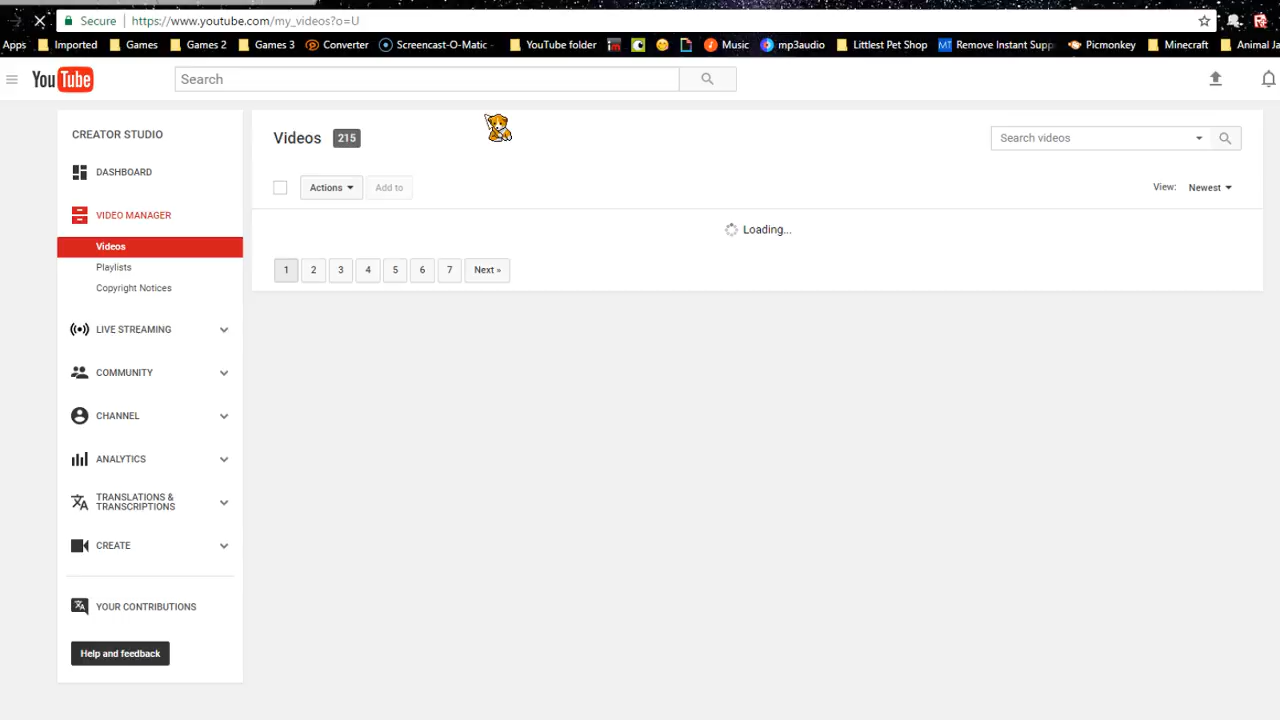 Secure https://www.youtube.com/my_videos?o=U
Apps Imported Games Games 2 Games 3 Converter Screencast-O-Matic - YouTube folder Music mp3audio Littlest Pet Shop MT Remove Instant Supp Picmonkey Minecraft Animal Ja
YouTube Search
CREATOR STUDIO
Videos 215
Search videos
DASHBOARD
Actions Add to
View: Newest
VIDEO MANAGER
Loading...
Videos
Playlists
1 2 3 4 5 6 7 Next »
Copyright Notices
LIVE STREAMING
COMMUNITY
CHANNEL
ANALYTICS
TRANSLATIONS &
TRANSCRIPTIONS
CREATE
YOUR CONTRIBUTIONS
Help and feedback